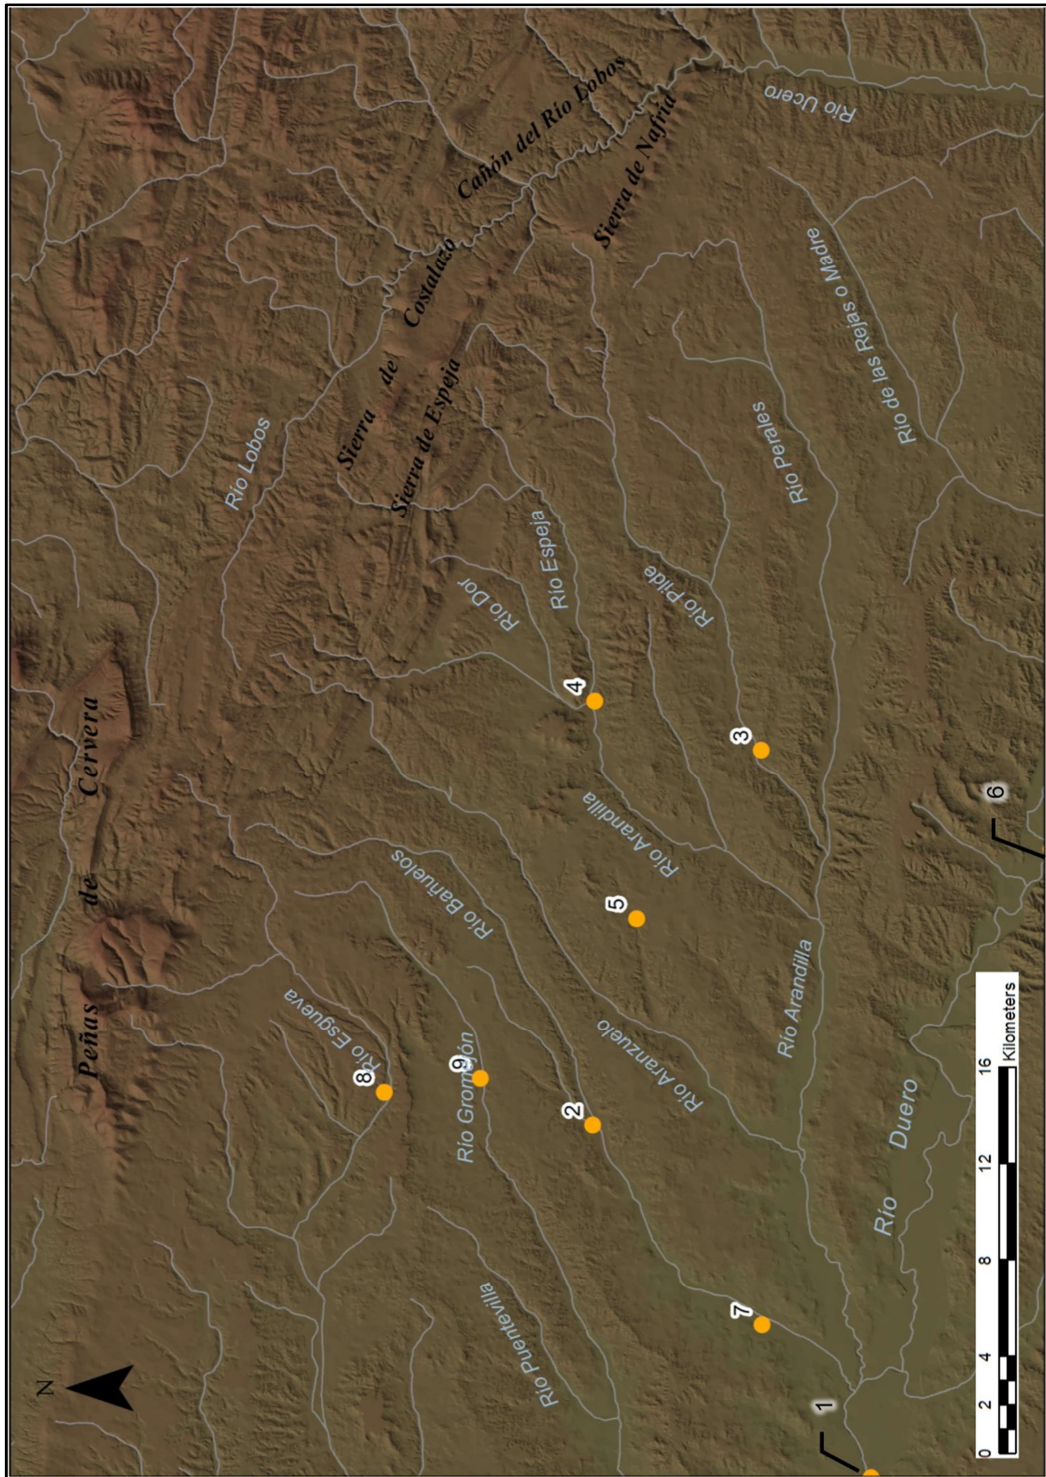 N
Peñas de Cervera
Río Lobos
Río Esgueva
8
Sierra de Costalazo
Sierra de Espeja
Río Bañuelos
9
Río Gromejón
Cañón del Río Lobos
Río Dor
Río Puentevilla
Río Espeja
4
2
Sierra de Nafría
5
Río Arandilla
Río Aranzuelo
Río Pilde
3
7
Río Perales
Río Ucero
Río Arandilla
1
Río de las Rejas o Madre
Río Duero
6
0 2 4 8 12 16
Kilometers